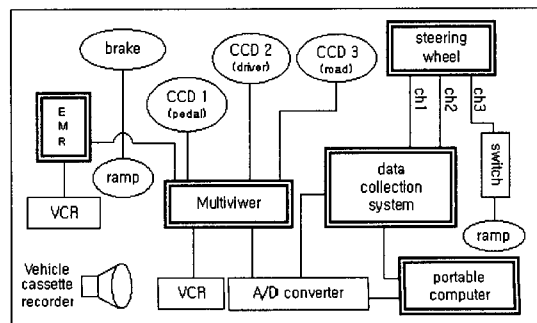 brake
CCD 1
(pedal)
CCD 2
(driver)
CCD 3
(road)
steering
wheel
E
M
R
ch1
ch2
ch3
VCR
ramp
Multiviwer
data
collection
system
switch
ramp
Vehicle
cassette
recorder
VCR
A/D converter
portable
computer